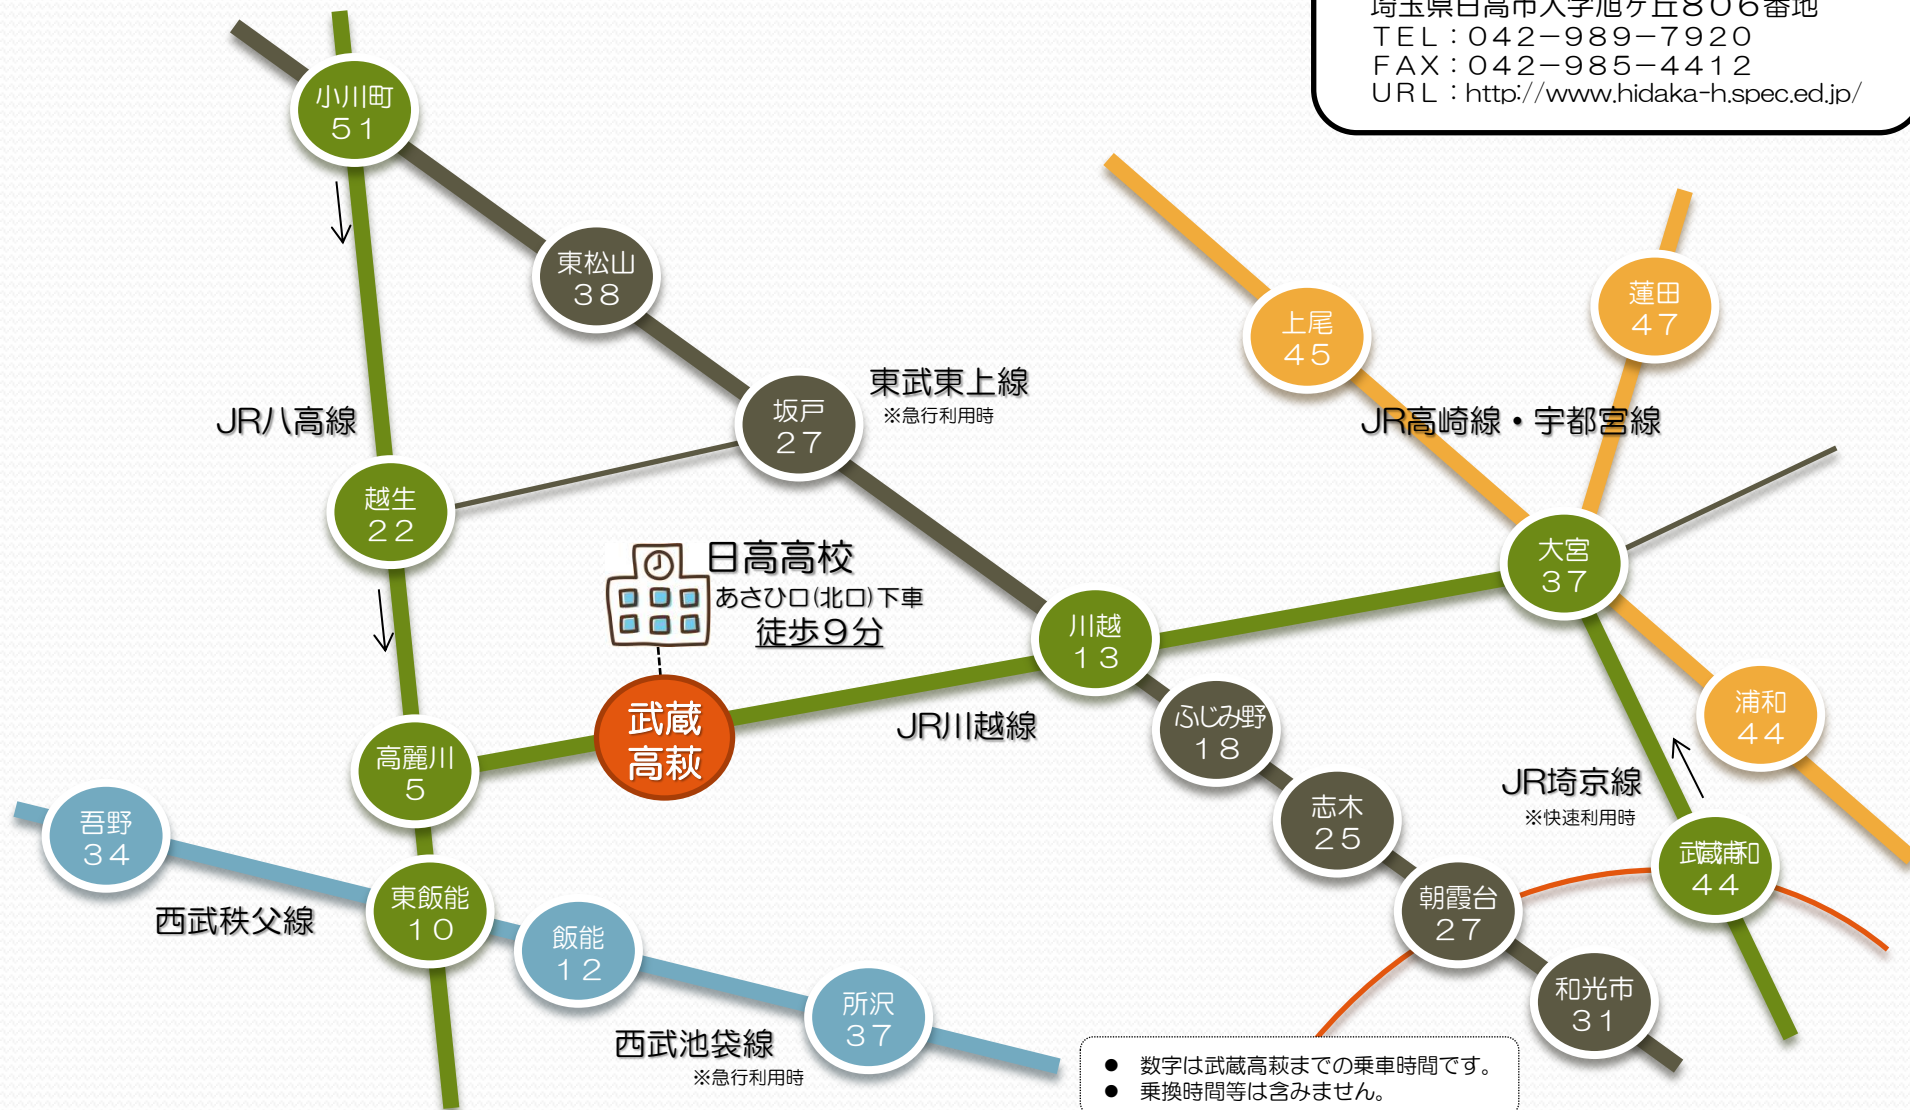 埼玉県日高市大字旭ヶ丘８０６番地
ＴＥＬ：０４２－９８９－７９２０
ＦＡＸ：０４２－９８５－４４１２
ＵＲＬ：http://www.hidaka-h.spec.ed.jp/
小川町
５１
東松山
３８
蓮田
４７
上尾
４５
東武東上線
※急行利用時
坂戸
２７
JR八高線
JR高崎線・宇都宮線
越生
２２
日高高校
あさひ口(北口)下車
徒歩９分
大宮
３７
川越
１３
武蔵
高萩
JR川越線
ふじみ野
１８
浦和
４４
高麗川
５
JR埼京線
※快速利用時
志木
２５
吾野
３４
武蔵浦和
４４
東飯能
１０
西武秩父線
朝霞台
２７
飯能
１２
和光市
３１
所沢
３７
西武池袋線
※急行利用時
● 数字は武蔵高萩までの乗車時間です。
● 乗換時間等は含みません。